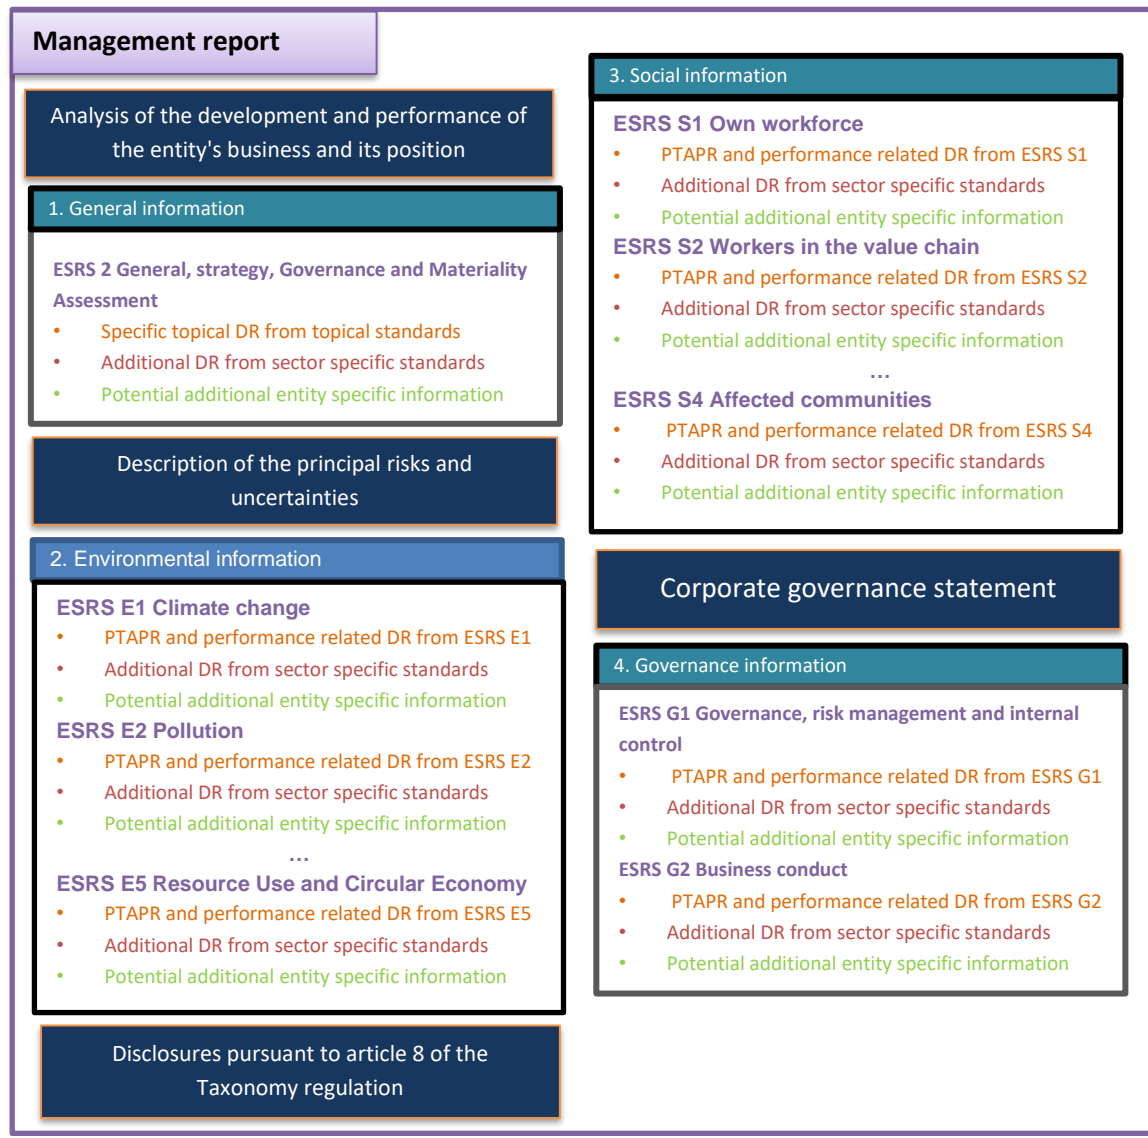 Management report
Analysis of the development and performance of
the entity's business and its position
1. General information
ESRS 2 General, strategy, Governance and Materiality
Assessment
• Specific topical DR from topical standards
• Additional DR from sector specific standards
• Potential additional entity specific information
Description of the principal risks and
uncertainties
2. Environmental information
ESRS E1 Climate change
• PTAPR and performance related DR from ESRS E1
• Additional DR from sector specific standards
• Potential additional entity specific information
ESRS E2 Pollution
• PTAPR and performance related DR from ESRS E2
• Additional DR from sector specific standards
• Potential additional entity specific information
…
ESRS E5 Resource Use and Circular Economy
• PTAPR and performance related DR from ESRS E5
• Additional DR from sector specific standards
• Potential additional entity specific information
Disclosures pursuant to article 8 of the
Taxonomy regulation
3. Social information
ESRS S1 Own workforce
• PTAPR and performance related DR from ESRS S1
• Additional DR from sector specific standards
• Potential additional entity specific information
ESRS S2 Workers in the value chain
• PTAPR and performance related DR from ESRS S2
• Additional DR from sector specific standards
• Potential additional entity specific information
…
ESRS S4 Affected communities
• PTAPR and performance related DR from ESRS S4
• Additional DR from sector specific standards
• Potential additional entity specific information
Corporate governance statement
4. Governance information
ESRS G1 Governance, risk management and internal
control
• PTAPR and performance related DR from ESRS G1
• Additional DR from sector specific standards
• Potential additional entity specific information
ESRS G2 Business conduct
• PTAPR and performance related DR from ESRS G2
• Additional DR from sector specific standards
• Potential additional entity specific information